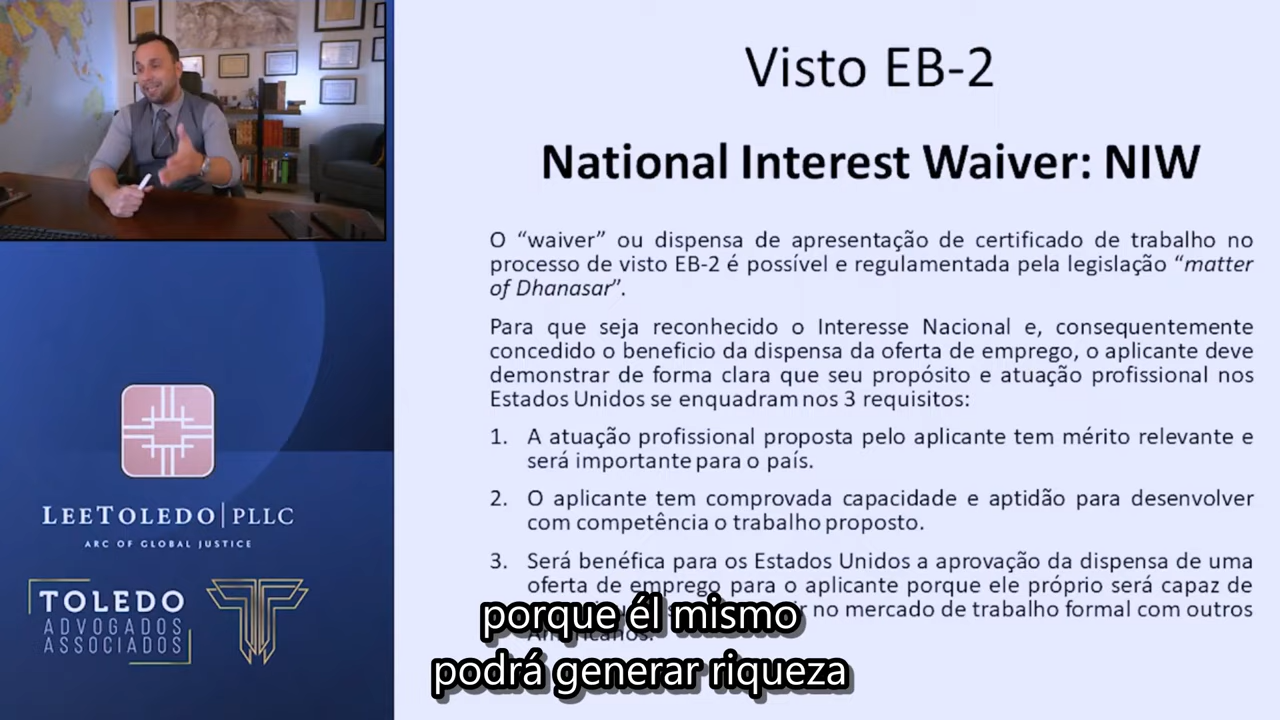 Visto EB-2
National Interest Waiver: NIW
O “waiver” ou dispensa de apresentação de certificado de trabalho no
processo de visto EB-2 é possível e regulamentada pela legislação “matter
of Dhanasar”.
Para que seja reconhecido o Interesse Nacional e, consequentemente
concedido o beneficio da dispensa da oferta de emprego, o aplicante deve
demonstrar de forma clara que seu propósito e atuação profissional nos
Estados Unidos se enquadram nos 3 requisitos:
1. A atuação profissional proposta pelo aplicante tem mérito relevante e
será importante para o país.
2. O aplicante tem comprovada capacidade e aptidão para desenvolver
com competência o trabalho proposto.
3. Será benéfica para os Estados Unidos a aprovação da dispensa de uma
oferta de emprego para o aplicante porque ele próprio será capaz de
no mercado de trabalho formal com outros
Americanos.
porque él mismo
podrá generar riqueza
LEETOLEDO|PLLC
ARC OF GLOBAL JUSTICE
TOLEDO
ADVOGADOS
ASSOCIADOS